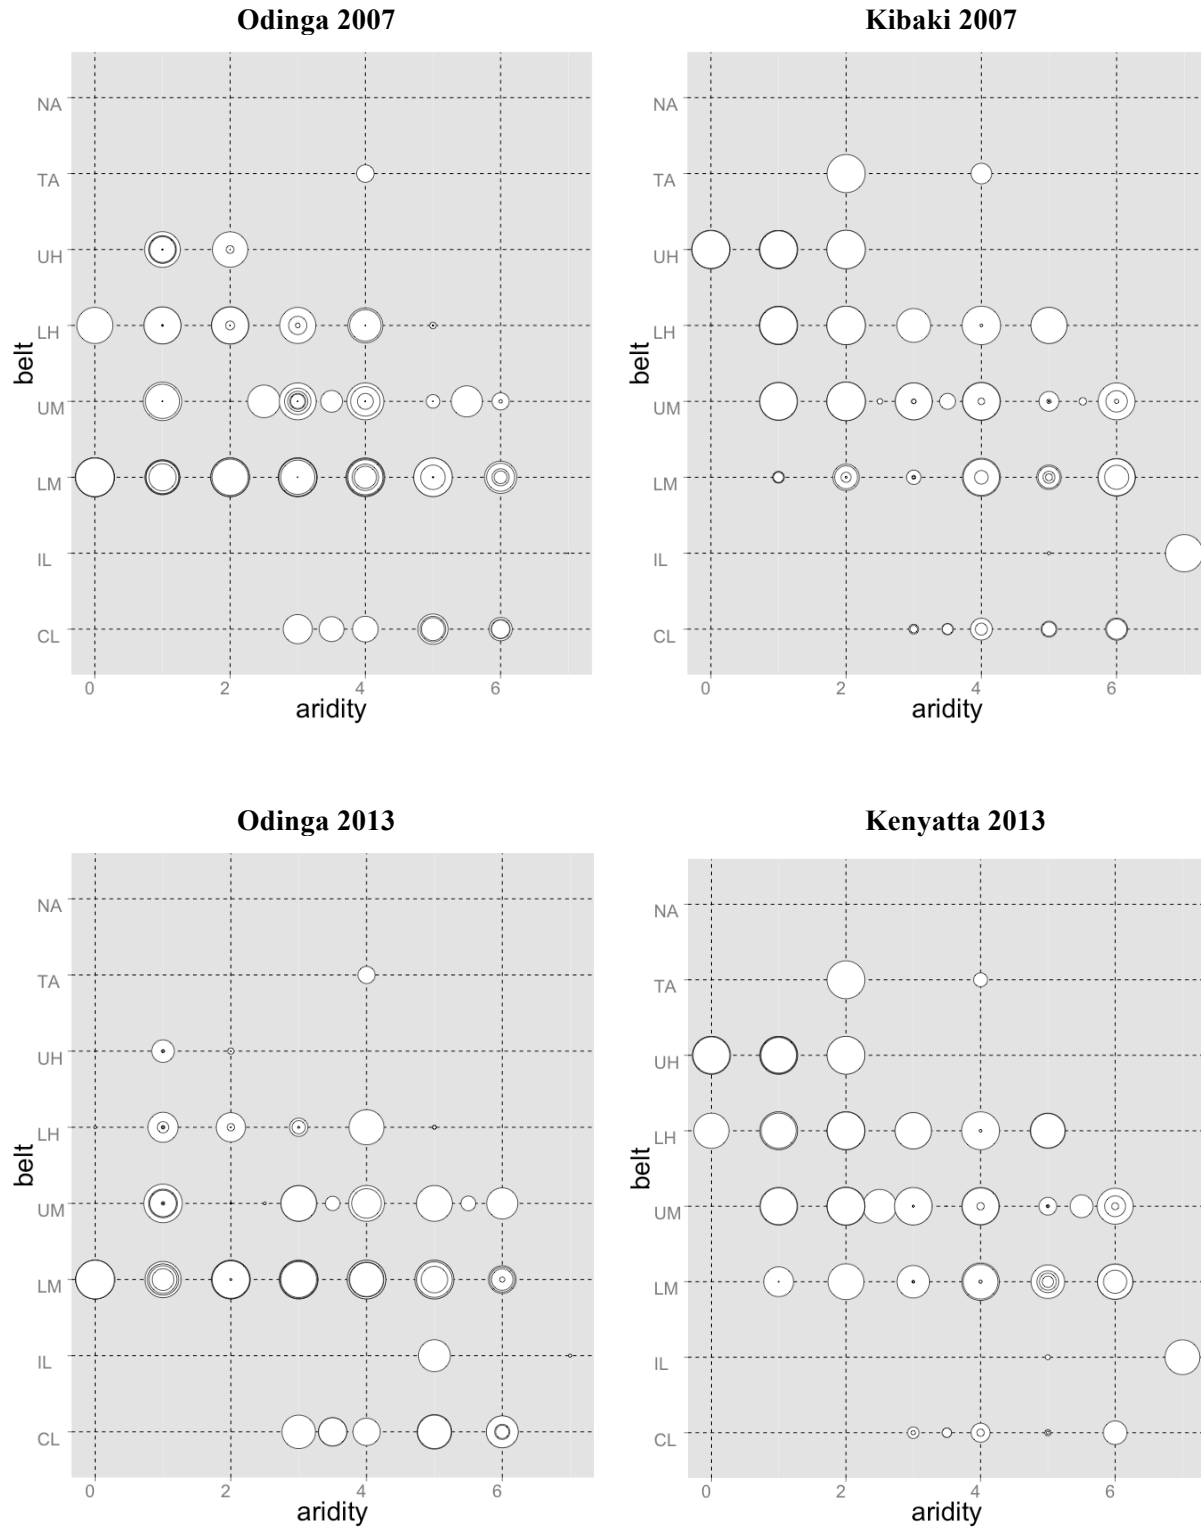 Odinga 2007
NA
TA
UH
LH
UM
LM
IL
CL
belt
0 2 4 6
aridity
Kibaki 2007
NA
TA
UH
LH
UM
LM
IL
CL
belt
0 2 4 6
aridity
Odinga 2013
NA
TA
UH
LH
UM
LM
IL
CL
belt
0 2 4 6
aridity
Kenyatta 2013
NA
TA
UH
LH
UM
LM
IL
CL
belt
0 2 4 6
aridity